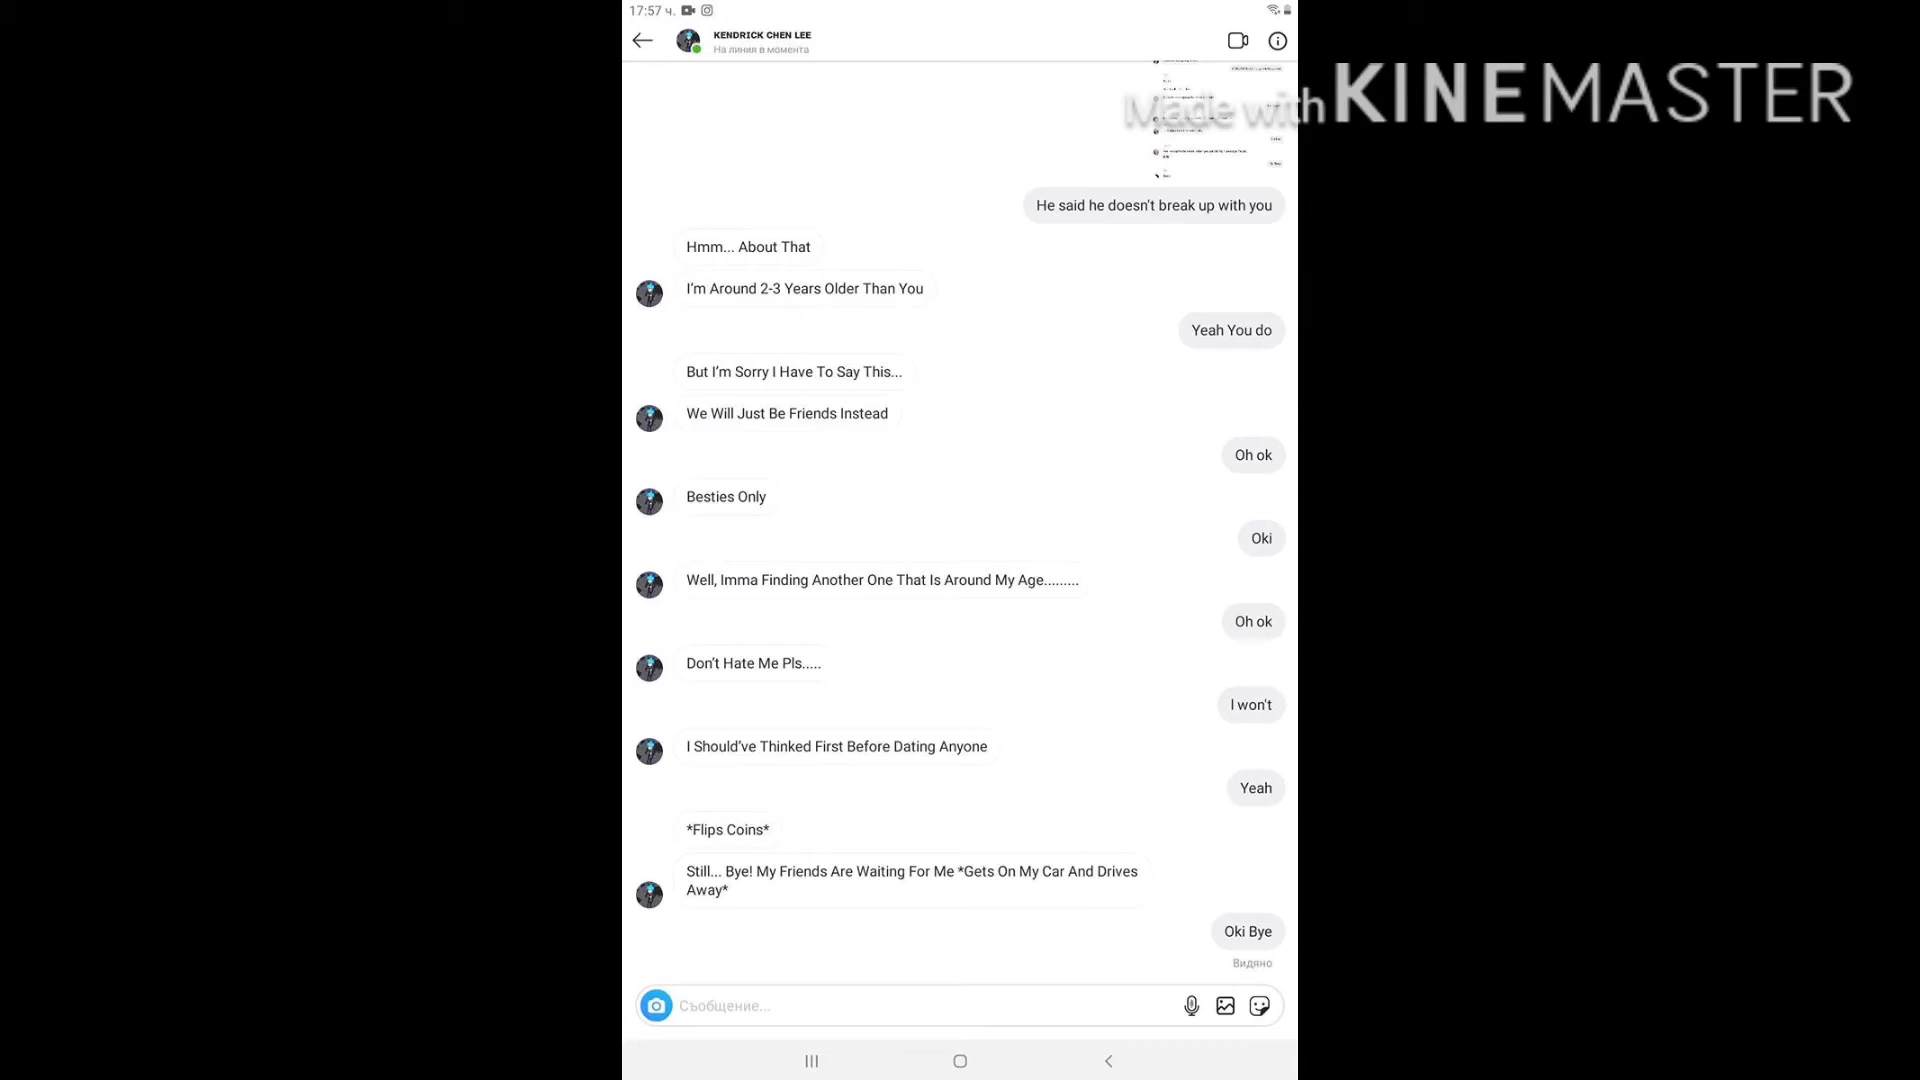 17:57 ч.
KENDRICK CHEN LEE
На линия в момента
Made with KINEMASTER
He said he doesn't break up with you
Hmm... About That
I'm Around 2-3 Years Older Than You
Yeah You do
But I'm Sorry I Have To Say This...
We Will Just Be Friends Instead
Oh ok
Besties Only
Oki
Well, Imma Finding Another One That Is Around My Age.........
Oh ok
Don't Hate Me Pls.....
I won't
I Should've Thinked First Before Dating Anyone
Yeah
*Flips Coins*
Still... Bye! My Friends Are Waiting For Me *Gets On My Car And Drives
Away*
Oki Bye
Видяно
Съобщение...